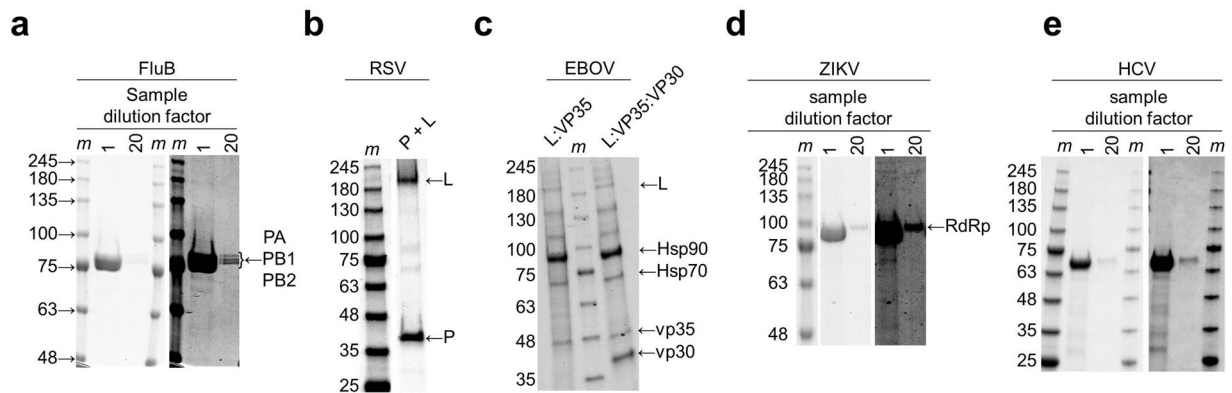 a
FluB
Sample
dilution factor
m 1 20 m m 1 20
245→
180→
135→
100→
75→
63→
48→
PA
←PB1
PB2
b
RSV
m P + L
245
180
130
100
75
63
48
35
25
←L
←P
c
EBOV
L:VP35 m L:VP35:VP30
245
180
130
100
75
63
48
35
←L
←Hsp90
←Hsp70
←vp35
←vp30
d
ZIKV
sample
dilution factor
m 1 20 1 20
245
180
135
100
75
63
48
←RdRp
e
HCV
sample
dilution factor
m 1 20 m 1 20 m
245
180
130
100
75
63
48
35
25